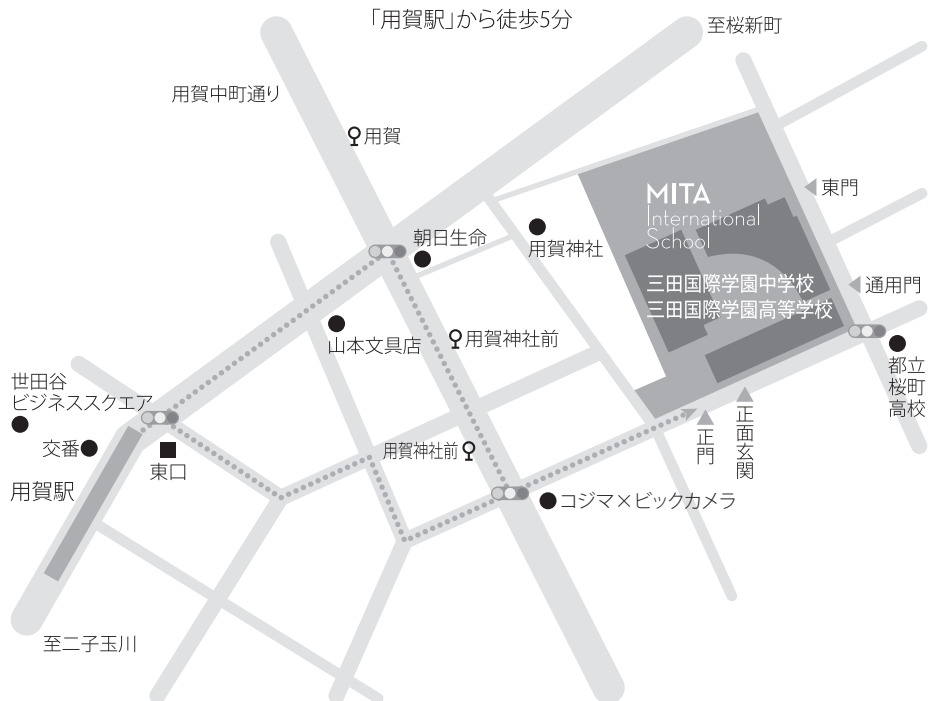 「用賀駅」から徒歩5分
至桜新町
用賀中町通り
用賀
東門
MITA
International
School
朝日生命
用賀神社
三田国際学園中学校
三田国際学園高等学校
通用門
山本文具店
用賀神社前
都立
桜町
高校
世田谷
ビジネススクエア
交番
東口
用賀神社前
正門
正面玄関
用賀駅
コジマ×ビックカメラ
至二子玉川